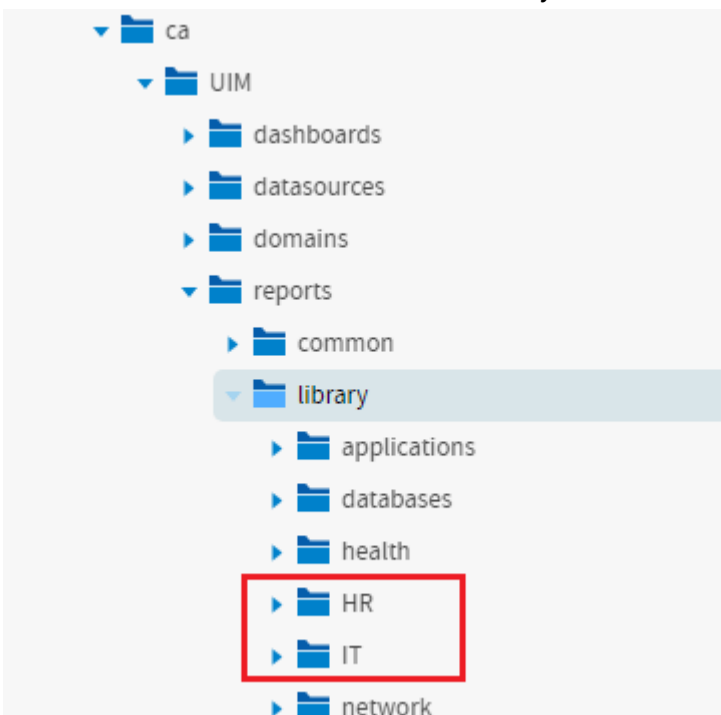 ca
UIM
dashboards
datasources
domains
reports
common
library
applications
databases
health
HR
IT
network